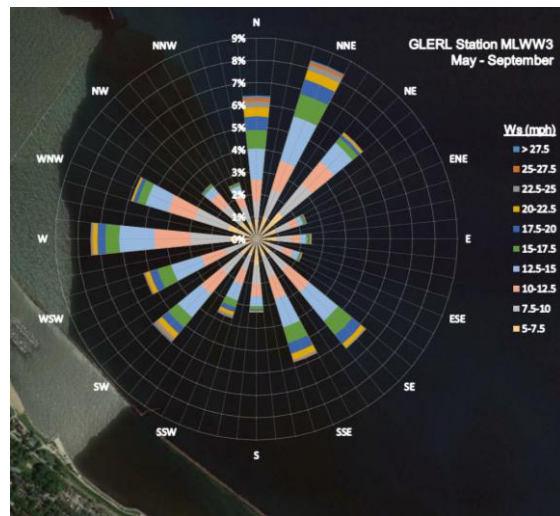 N
NNW
NNE
GLERL Station MLWW3
May - September
NW
NE
WNW
ENE
W
E
WSW
ESE
SW
SE
SSW
SSE
S
9%
8%
7%
6%
5%
4%
3%
2%
1%
0%
Ws (mph)
> 27.5
25-27.5
22.5-25
20-22.5
17.5-20
15-17.5
12.5-15
10-12.5
7.5-10
5-7.5